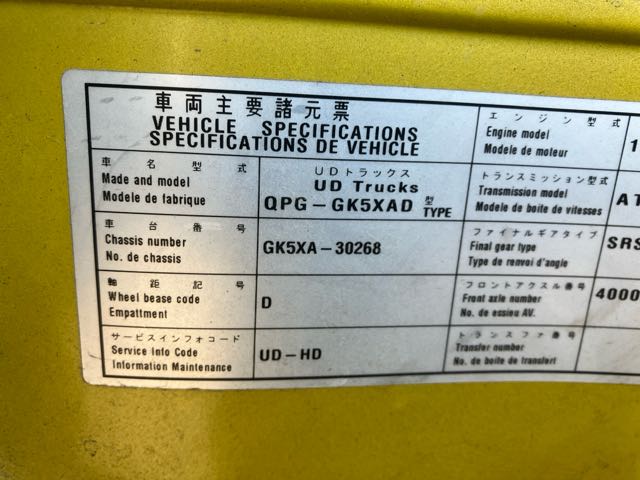 車両主要諸元票
VEHICLE SPECIFICATIONS
SPECIFICATIONS DE VEHICLE
車名型式
Made and model
Modele de fabrique
UDトラックス
UD Trucks
QPG-GK5XAD 型 TYPE
車台番号
Chassis number
No. de chassis
GK5XA-30268
軸距記号
Wheel bease code
Empattment
D
サービスインフォコード
Service Info Code
Information Maintenance
UD-HD
エンジン型式
Engine model
Modele de moteur
1
トランスミッション型式
Transmission model
Modele de boite de vitesses
AT
ファイナルギアタイプ
Final gear type
Type de renvoi d'angle
SRS
フロントアクスル番号
Front axle number
No. de essieu AV.
4000
トランスファ番号
Transfer number
No. de boite de transfert